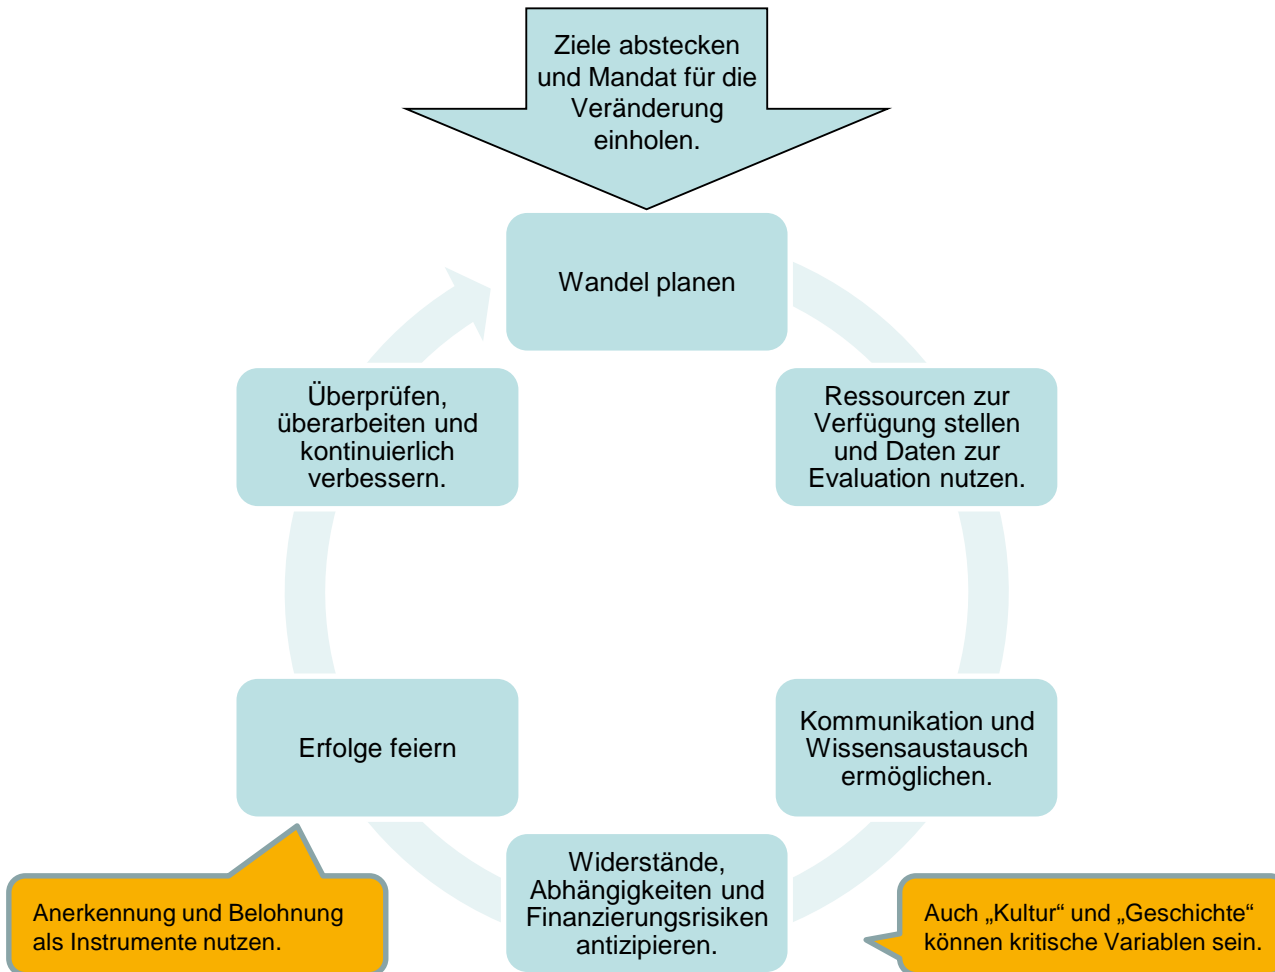 Ziele abstecken
und Mandat für die
Veränderung
einholen.
Wandel planen
Ressourcen zur
Verfügung stellen
und Daten zur
Evaluation nutzen.
Kommunikation und
Wissensaustausch
ermöglichen.
Widerstände,
Abhängigkeiten und
Finanzierungsrisiken
antizipieren.
Auch „Kultur“ und „Geschichte“
können kritische Variablen sein.
Erfolge feiern
Anerkennung und Belohnung
als Instrumente nutzen.
Überprüfen,
überarbeiten und
kontinuierlich
verbessern.